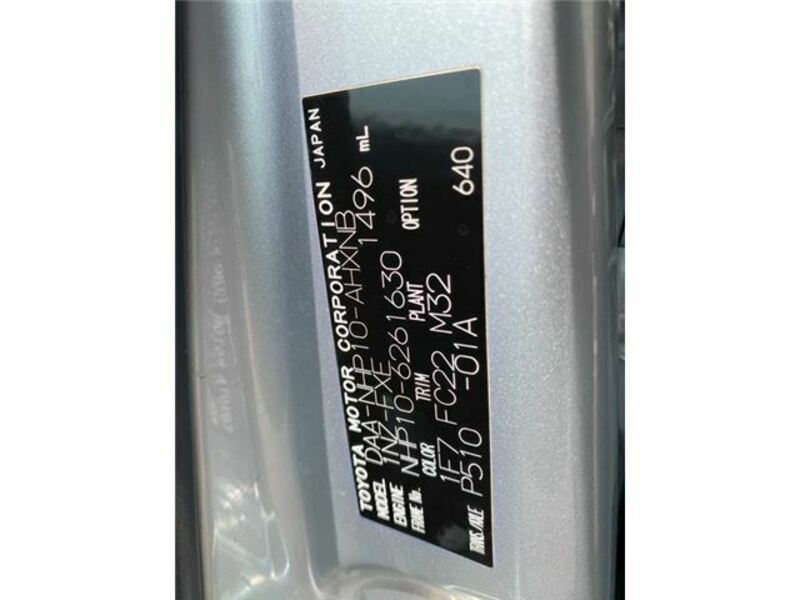 TOYOTA MOTOR CORPORATION JAPAN
MODEL DAA-NHP10-AHXNB
ENGINE 1NZ-FXE 1496 mL
FRAME No. NHP10-6261630
COLOR TRIM PLANT OPTION
1F7 FC22 M32
TRANS/AXLE P510 -01A 640